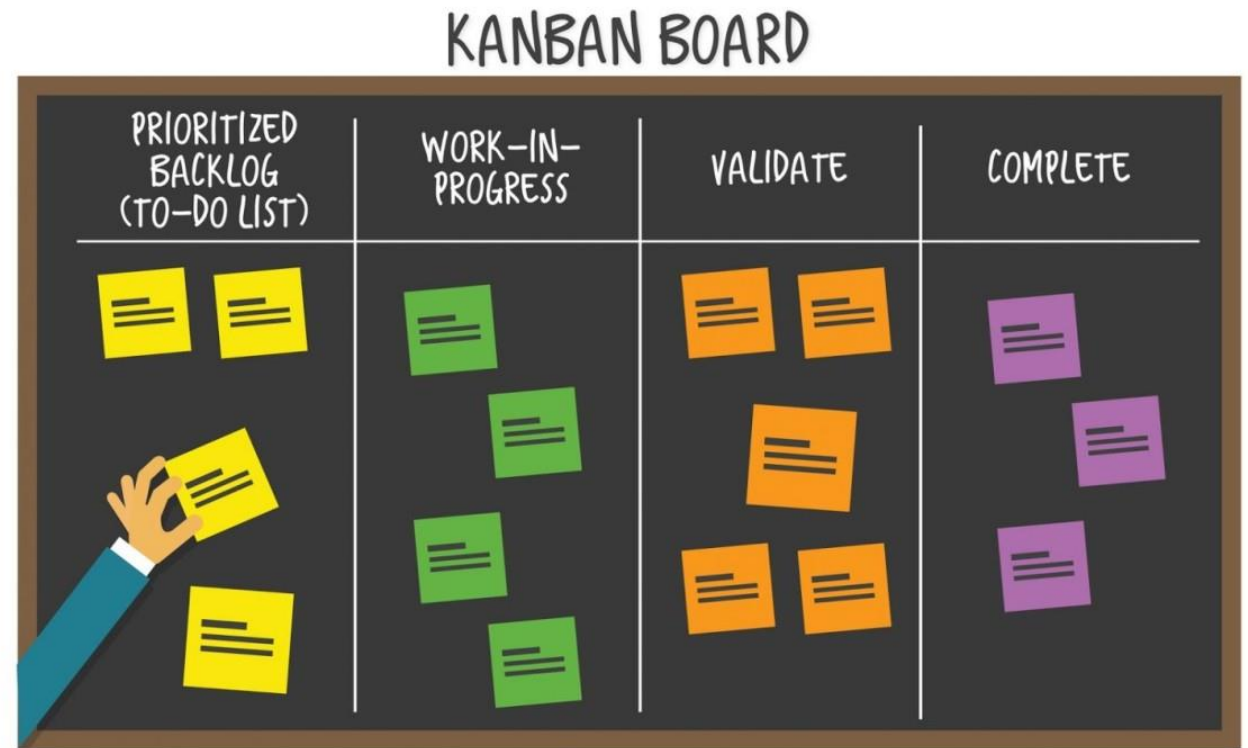 KANBAN BOARD
PRIORITIZED
BACKLOG
(TO-DO LIST)
WORK-IN-
PROGRESS
VALIDATE
COMPLETE